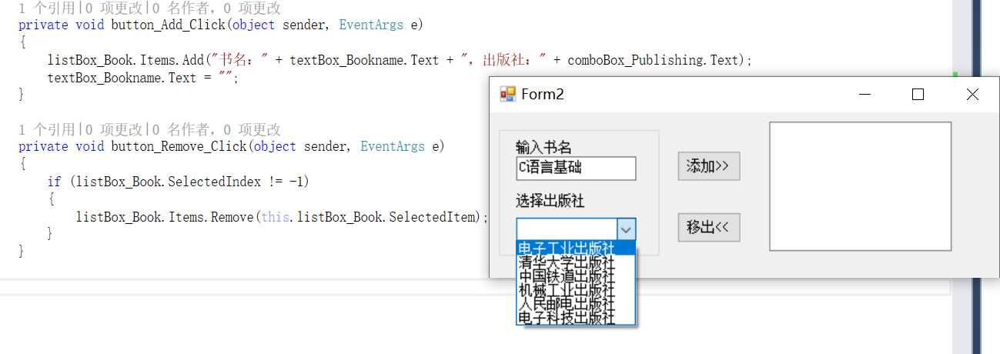 1 个引用|0 项更改|0 名作者，0 项更改
private void button_Add_Click(object sender, EventArgs e)
{
listBox_Book.Items.Add("书名：" + textBox_Bookname.Text + "，出版社：" + comboBox_Publishing.Text);
textBox_Bookname.Text = "";
}
1 个引用|0 项更改|0 名作者，0 项更改
private void button_Remove_Click(object sender, EventArgs e)
{
if (listBox_Book.SelectedIndex != -1)
{
listBox_Book.Items.Remove(this.listBox_Book.SelectedItem);
}
}
Form2
输入书名
C语言基础
选择出版社
电子工业出版社
清华大学出版社
中国铁道出版社
机械工业出版社
人民邮电出版社
电子科技出版社
添加>>
移出<<